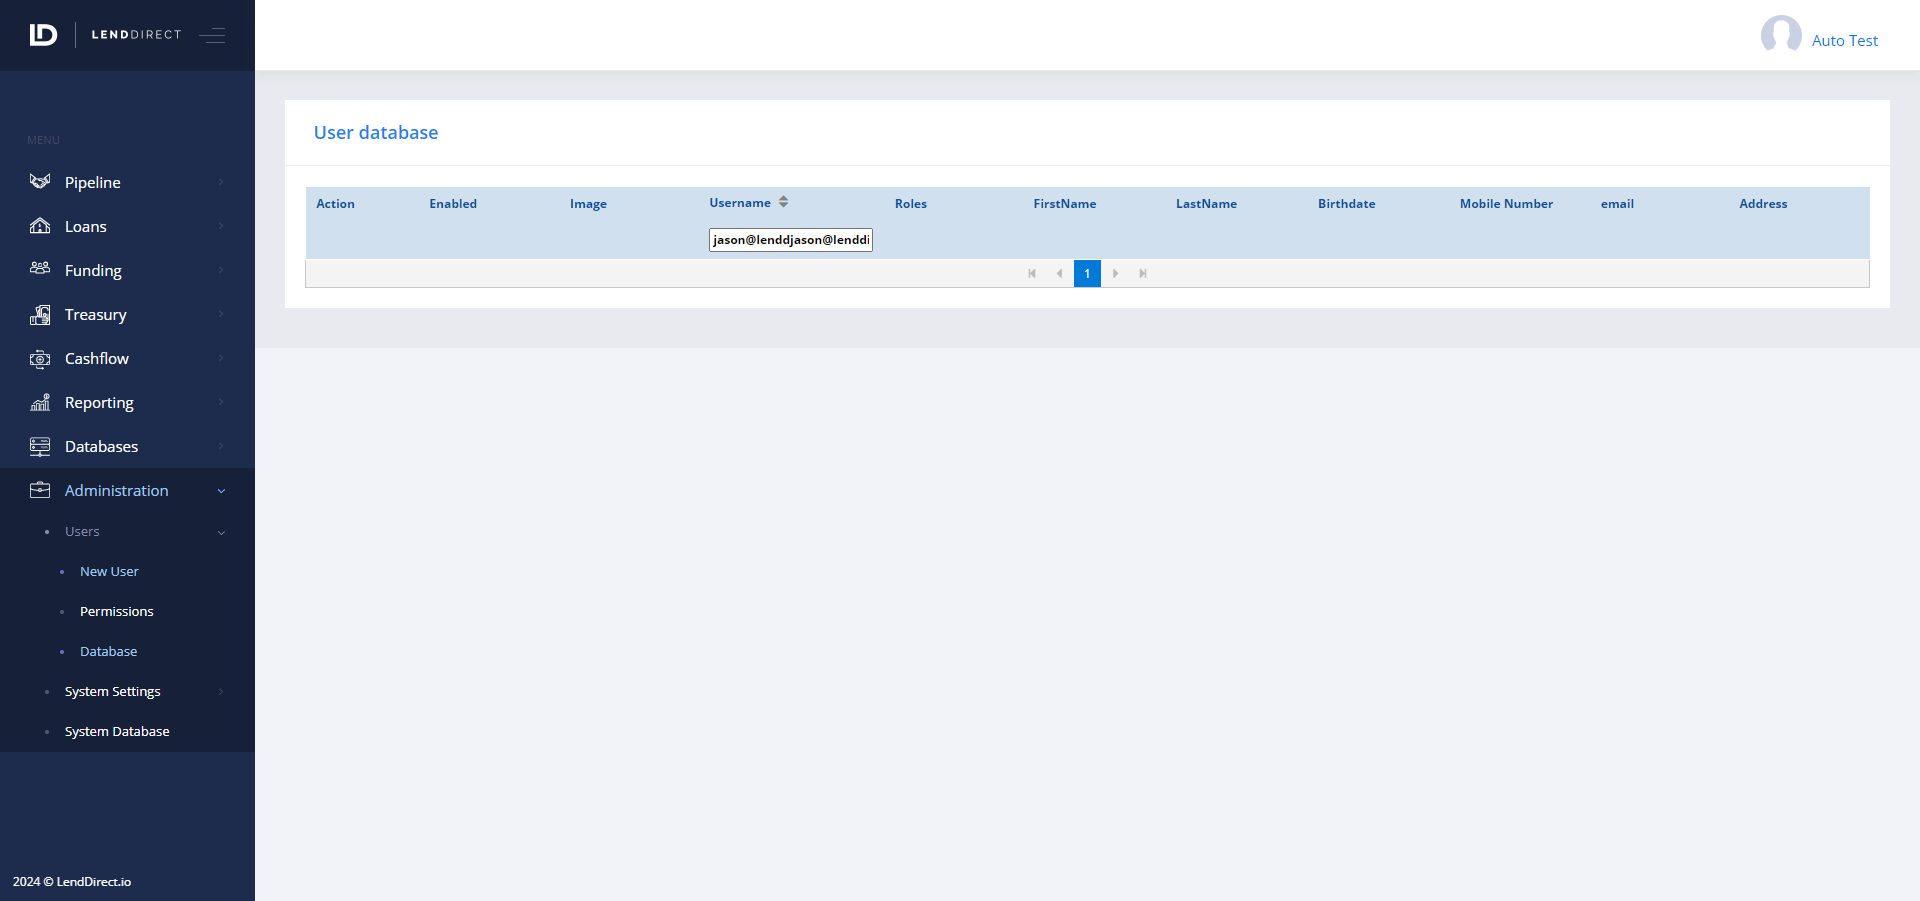 LD LENDDIRECT
Auto Test
MENU
Pipeline
Loans
Funding
Treasury
Cashflow
Reporting
Databases
Administration
Users
New User
Permissions
Database
System Settings
System Database
2024 © LendDirect.io
User database
Action Enabled Image Username Roles FirstName LastName Birthdate Mobile Number email Address
jason@lenddjason@lenddi
1